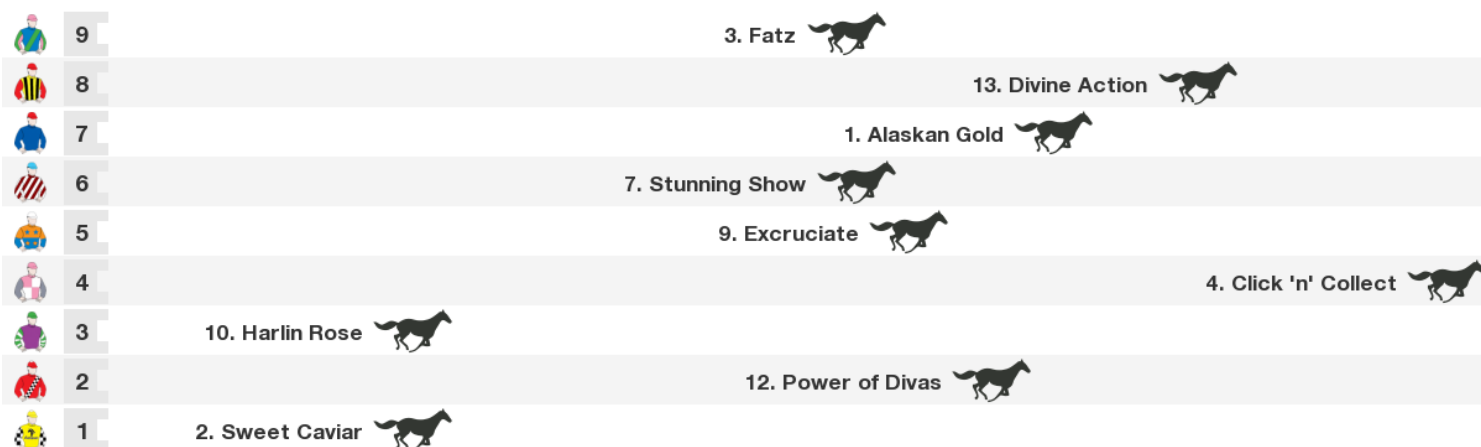 9 3. Fatz
8 13. Divine Action
7 1. Alaskan Gold
6 7. Stunning Show
5 9. Excruciate
4 4. Click 'n' Collect
3 10. Harlin Rose
2 12. Power of Divas
1 2. Sweet Caviar